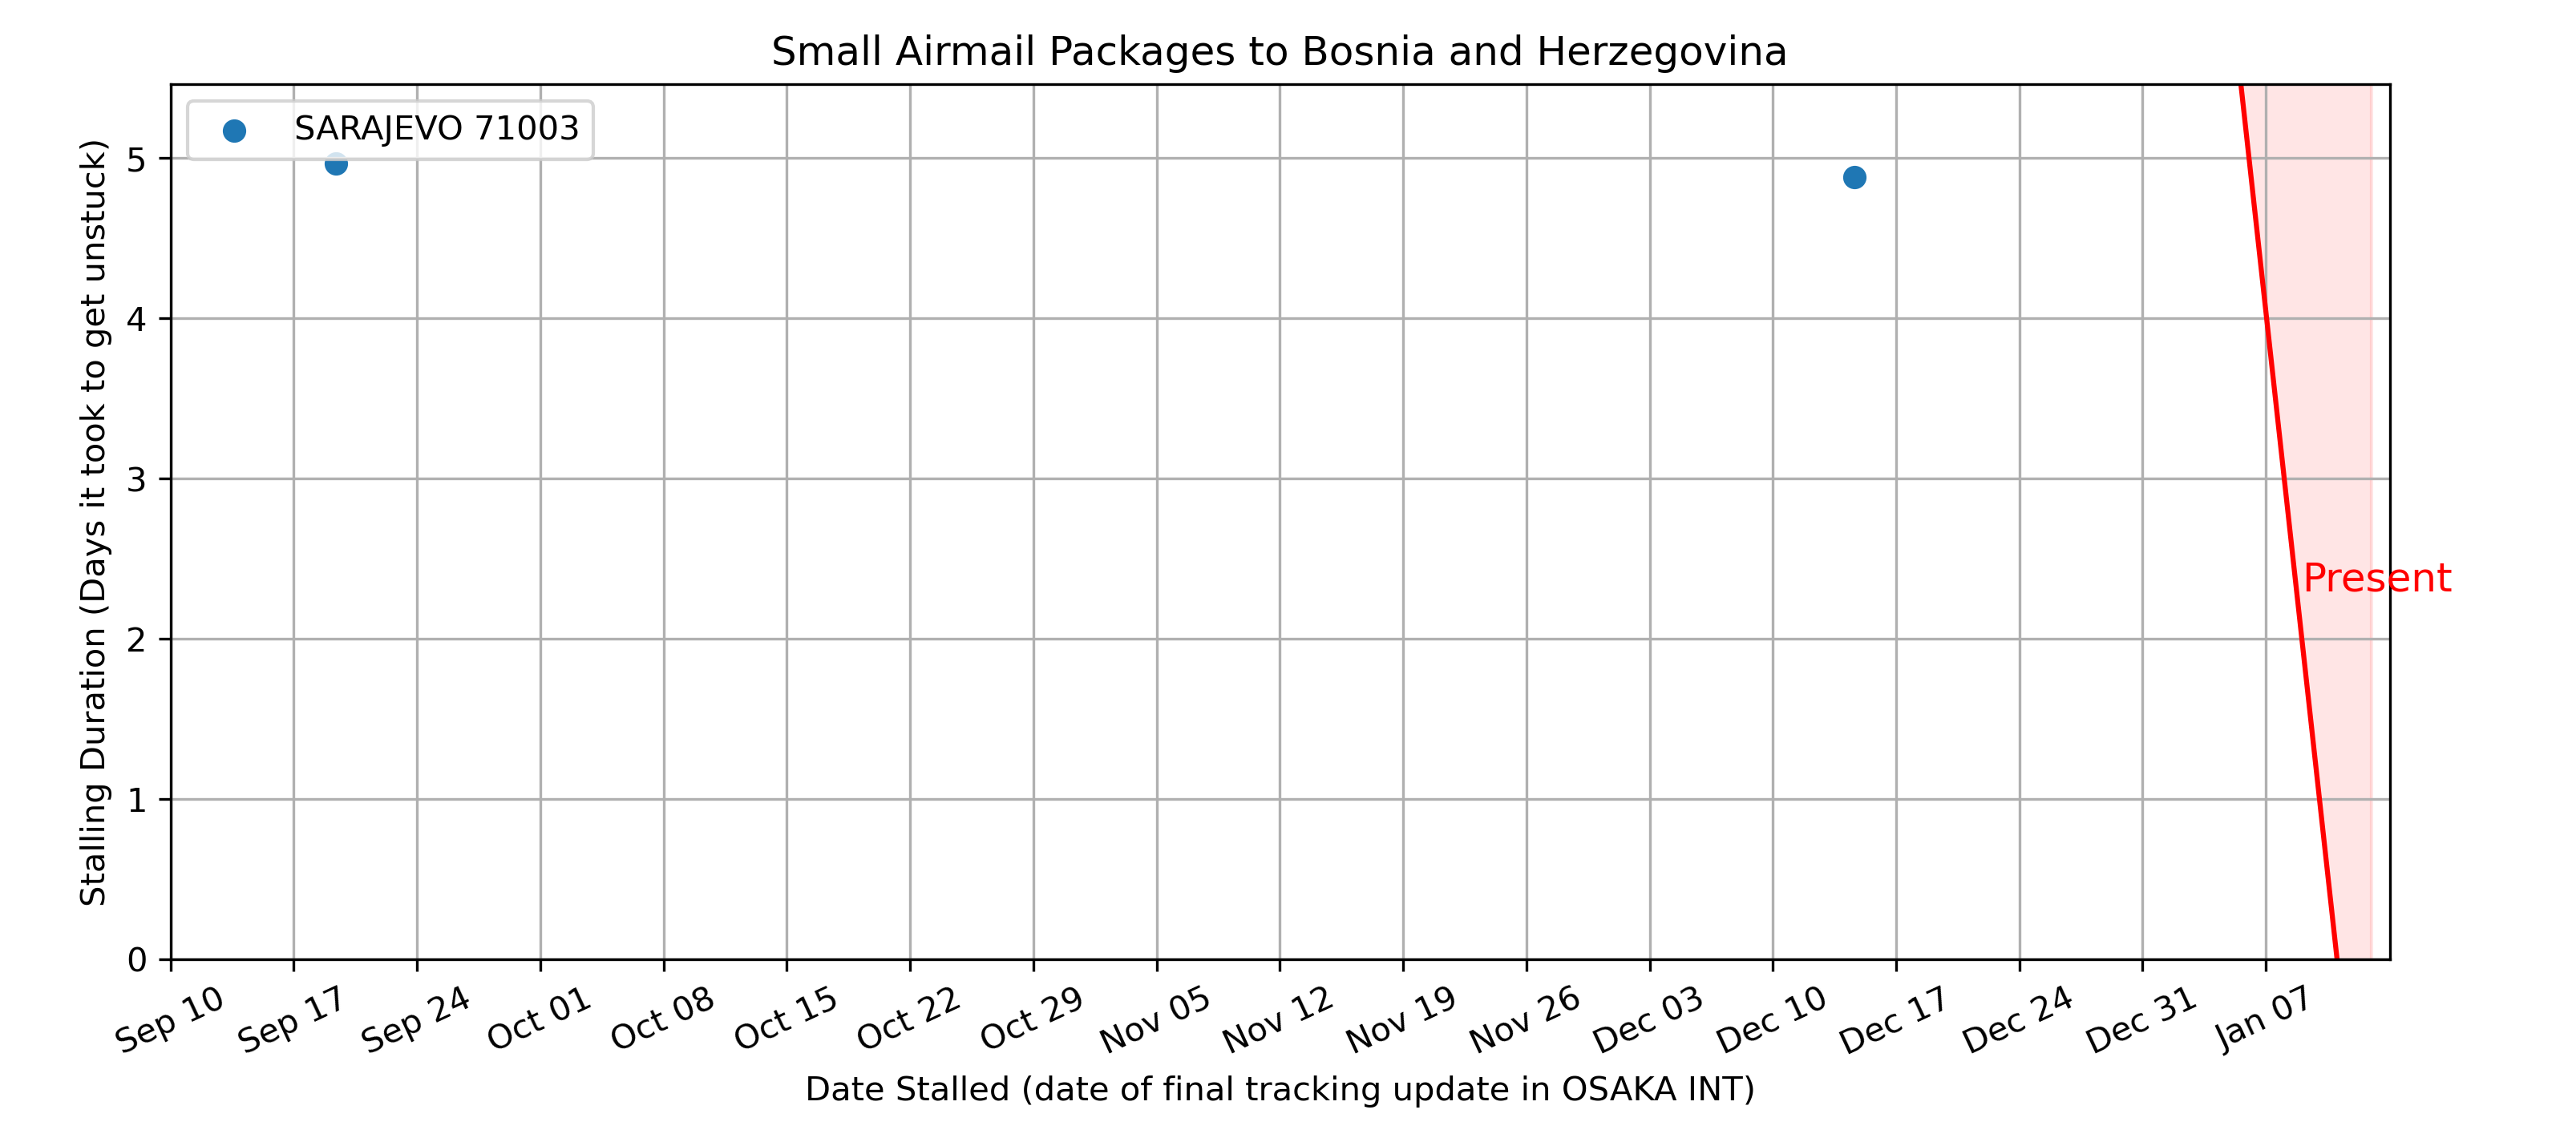 Small Airmail Packages to Bosnia and Herzegovina
SARAJEVO 71003
Stalling Duration (Days it took to get unstuck)
5
4
3
2
1
0
Present
Sep 10 Sep 17 Sep 24 Oct 01 Oct 08 Oct 15 Oct 22 Oct 29 Nov 05 Nov 12 Nov 19 Nov 26 Dec 03 Dec 10 Dec 17 Dec 24 Dec 31 Jan 07
Date Stalled (date of final tracking update in OSAKA INT)